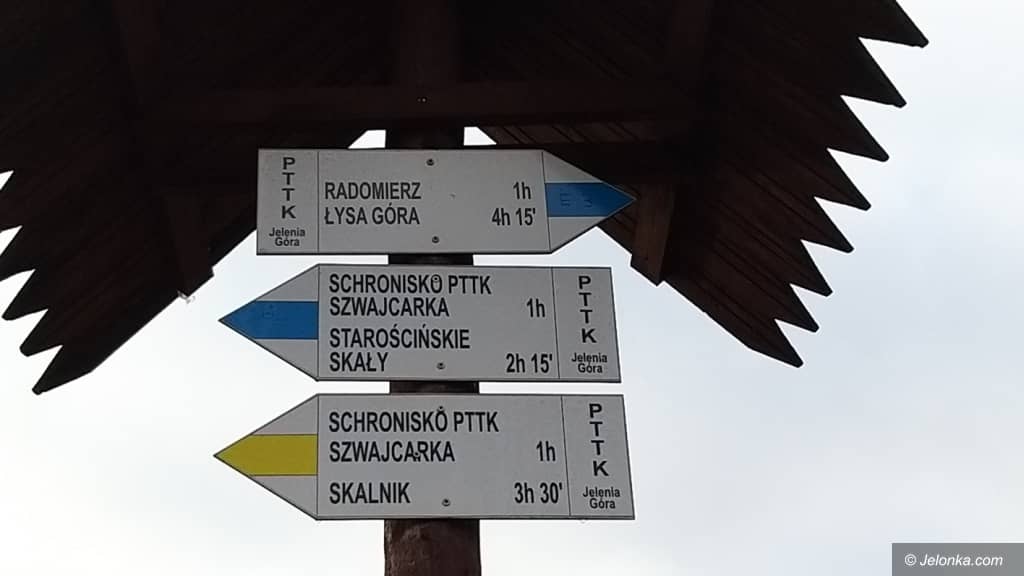 PTTK
Jelenia
Góra
RADOMIERZ 1h
ŁYSA GÓRA 4h 15'
E 3
SCHRONISKO PTTK
SZWAJCARKA 1h
STAROŚCIŃSKIE
SKAŁY 2h 15'
PTTK
Jelenia
Góra
SCHRONISKO PTTK
SZWAJCARKA 1h
SKALNIK 3h 30'
PTTK
Jelenia
Góra
© Jelonka.com